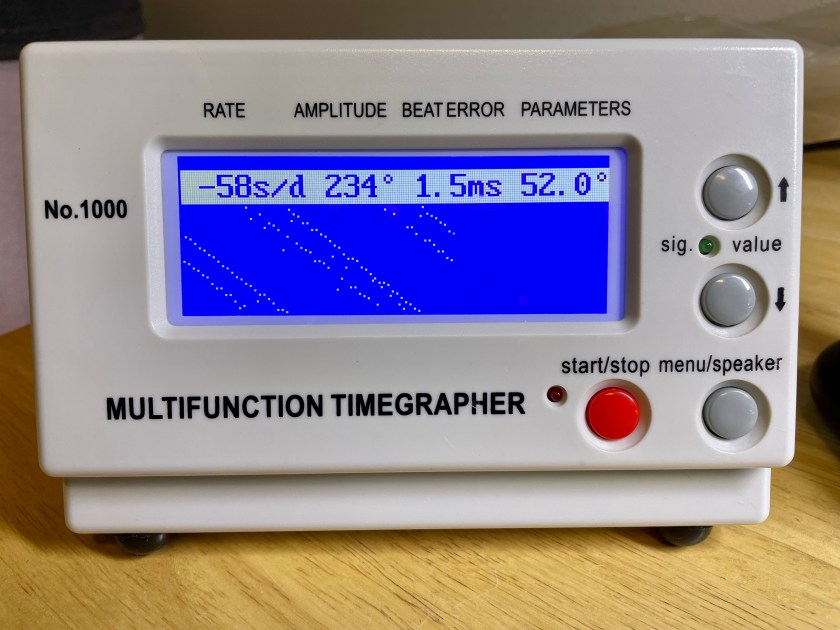 RATE AMPLITUDE BEAT ERROR PARAMETERS
-58s/d 234° 1.5ms 52.0°
No.1000
sig. value
start/stop menu/speaker
MULTIFUNCTION TIMEGRAPHER